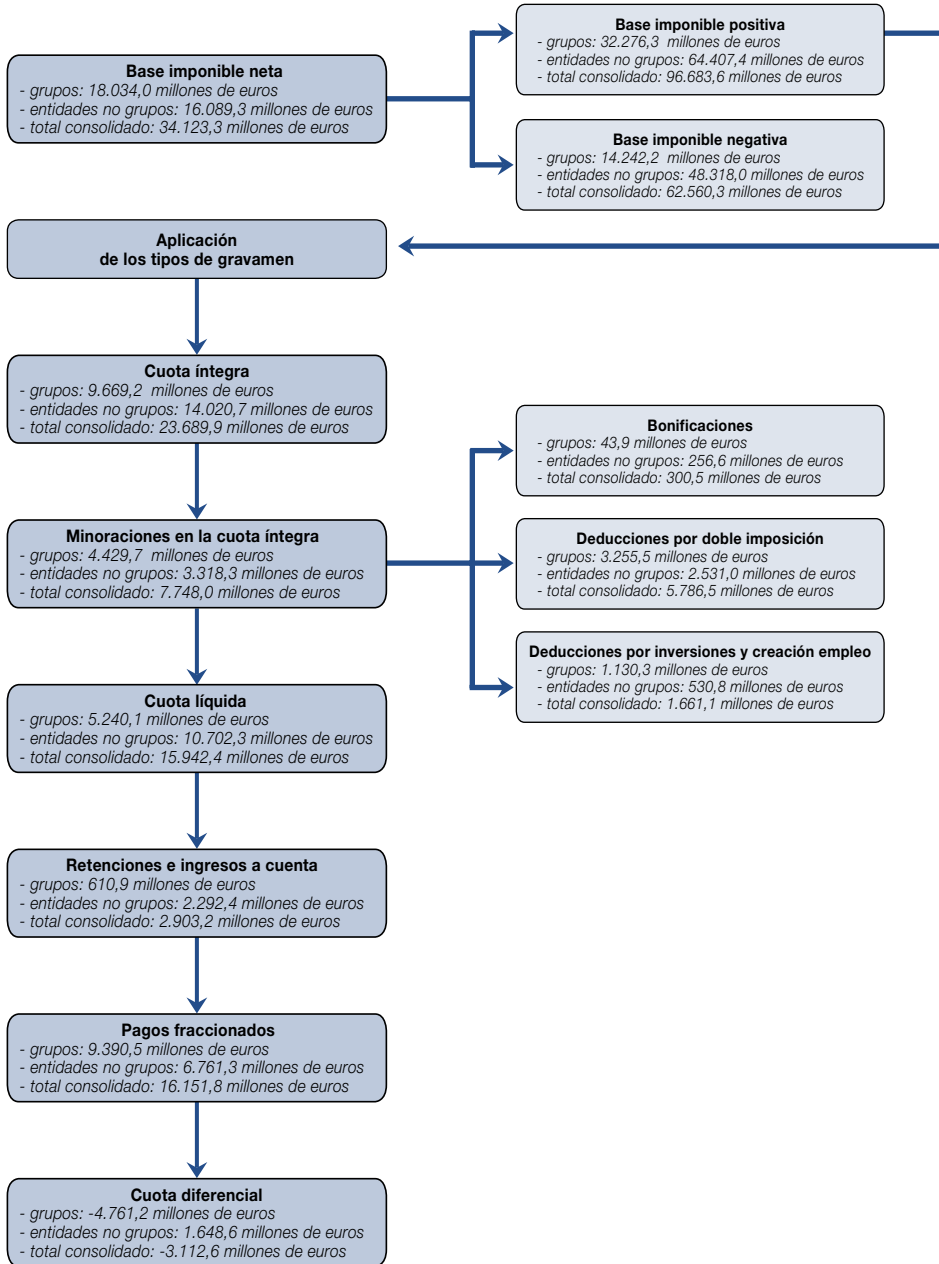 Base imponible neta
- grupos: 18.034,0 millones de euros
- entidades no grupos: 16.089,3 millones de euros
- total consolidado: 34.123,3 millones de euros
Base imponible positiva
- grupos: 32.276,3 millones de euros
- entidades no grupos: 64.407,4 millones de euros
- total consolidado: 96.683,6 millones de euros
Base imponible negativa
- grupos: 14.242,2 millones de euros
- entidades no grupos: 48.318,0 millones de euros
- total consolidado: 62.560,3 millones de euros
Aplicación
de los tipos de gravamen
Cuota íntegra
- grupos: 9.669,2 millones de euros
- entidades no grupos: 14.020,7 millones de euros
- total consolidado: 23.689,9 millones de euros
Minoraciones en la cuota íntegra
- grupos: 4.429,7 millones de euros
- entidades no grupos: 3.318,3 millones de euros
- total consolidado: 7.748,0 millones de euros
Bonificaciones
- grupos: 43,9 millones de euros
- entidades no grupos: 256,6 millones de euros
- total consolidado: 300,5 millones de euros
Deducciones por doble imposición
- grupos: 3.255,5 millones de euros
- entidades no grupos: 2.531,0 millones de euros
- total consolidado: 5.786,5 millones de euros
Deducciones por inversiones y creación empleo
- grupos: 1.130,3 millones de euros
- entidades no grupos: 530,8 millones de euros
- total consolidado: 1.661,1 millones de euros
Cuota líquida
- grupos: 5.240,1 millones de euros
- entidades no grupos: 10.702,3 millones de euros
- total consolidado: 15.942,4 millones de euros
Retenciones e ingresos a cuenta
- grupos: 610,9 millones de euros
- entidades no grupos: 2.292,4 millones de euros
- total consolidado: 2.903,2 millones de euros
Pagos fraccionados
- grupos: 9.390,5 millones de euros
- entidades no grupos: 6.761,3 millones de euros
- total consolidado: 16.151,8 millones de euros
Cuota diferencial
- grupos: -4.761,2 millones de euros
- entidades no grupos: 1.648,6 millones de euros
- total consolidado: -3.112,6 millones de euros